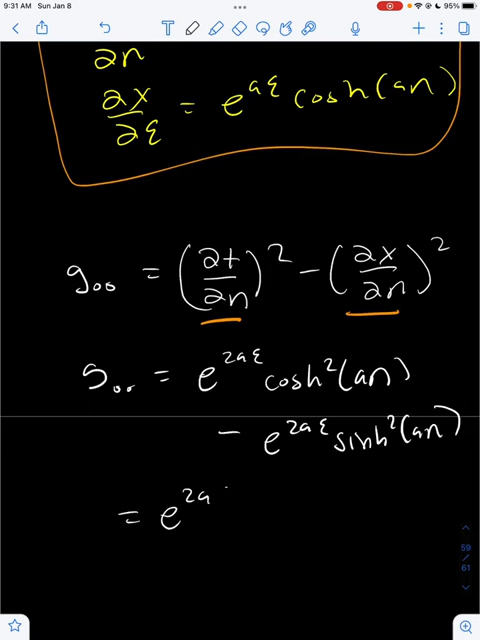 9:31 AM Sun Jan 8
95%
∂n
∂x/∂ξ = e^{aξ} cosh(an)
g₀₀ = (∂t/∂n)² − (∂x/∂n)²
g₀₀ = e^{2aξ} cosh²(an)
− e^{2aξ} sinh²(an)
= e^{2a
59
/
61